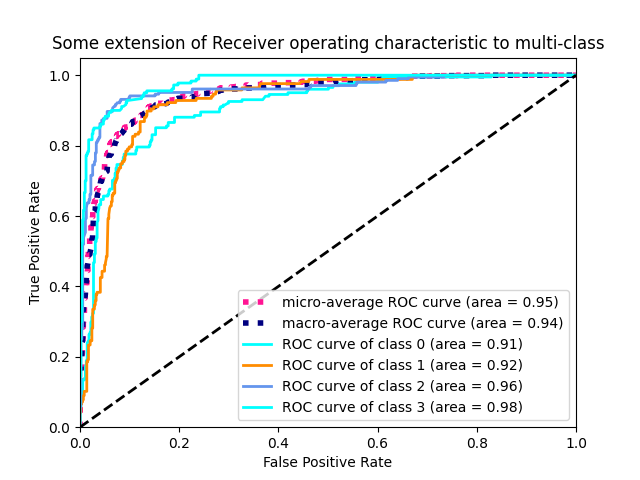 Some extension of Receiver operating characteristic to multi-class
1.0
0.8
0.6
0.4
0.2
0.0
True Positive Rate
micro-average ROC curve (area = 0.95)
macro-average ROC curve (area = 0.94)
ROC curve of class 0 (area = 0.91)
ROC curve of class 1 (area = 0.92)
ROC curve of class 2 (area = 0.96)
ROC curve of class 3 (area = 0.98)
0.0 0.2 0.4 0.6 0.8 1.0
False Positive Rate